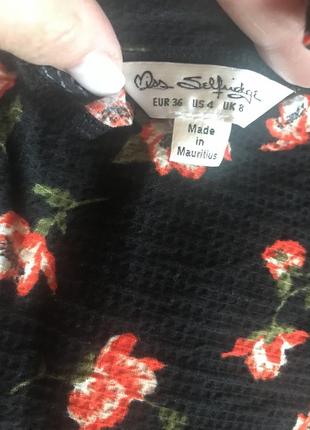 Miss Selfridge
EUR 36 US 4 UK 8
Made
in
Mauritius